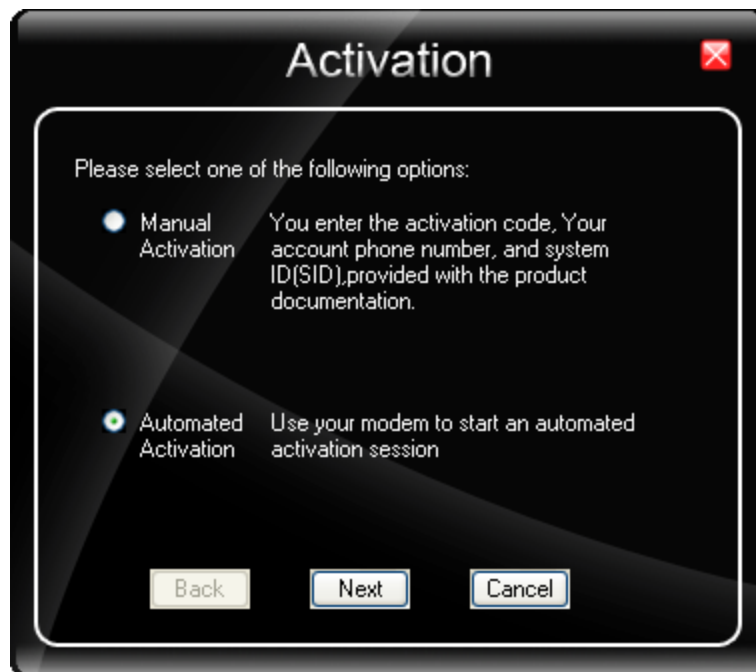 Activation
Please select one of the following options:
Manual
Activation
You enter the activation code, Your
account phone number, and system
ID(SID),provided with the product
documentation.
Automated
Activation
Use your modem to start an automated
activation session
Back
Next
Cancel